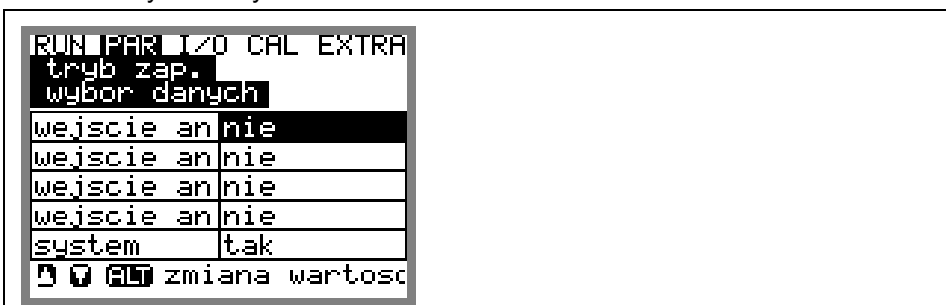 RUN PAR I/O CAL EXTRA
tryb zap.
wybor danych
wejscie an nie
wejscie an nie
wejscie an nie
wejscie an nie
system tak
ALT zmiana wartosc